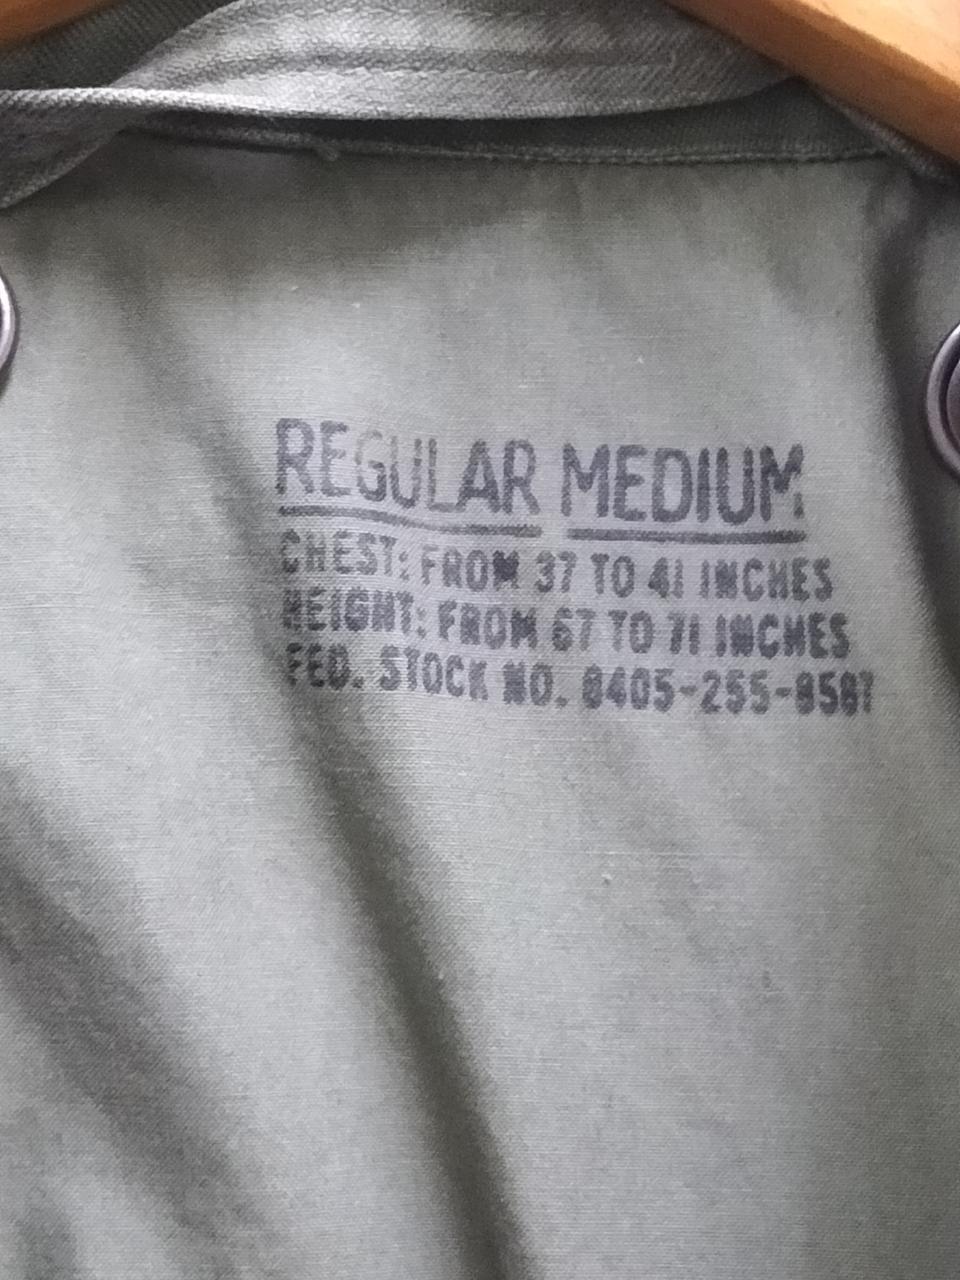 REGULAR MEDIUM
CHEST: FROM 37 TO 41 INCHES
HEIGHT: FROM 67 TO 71 INCHES
FED. STOCK NO. 8405-255-8587